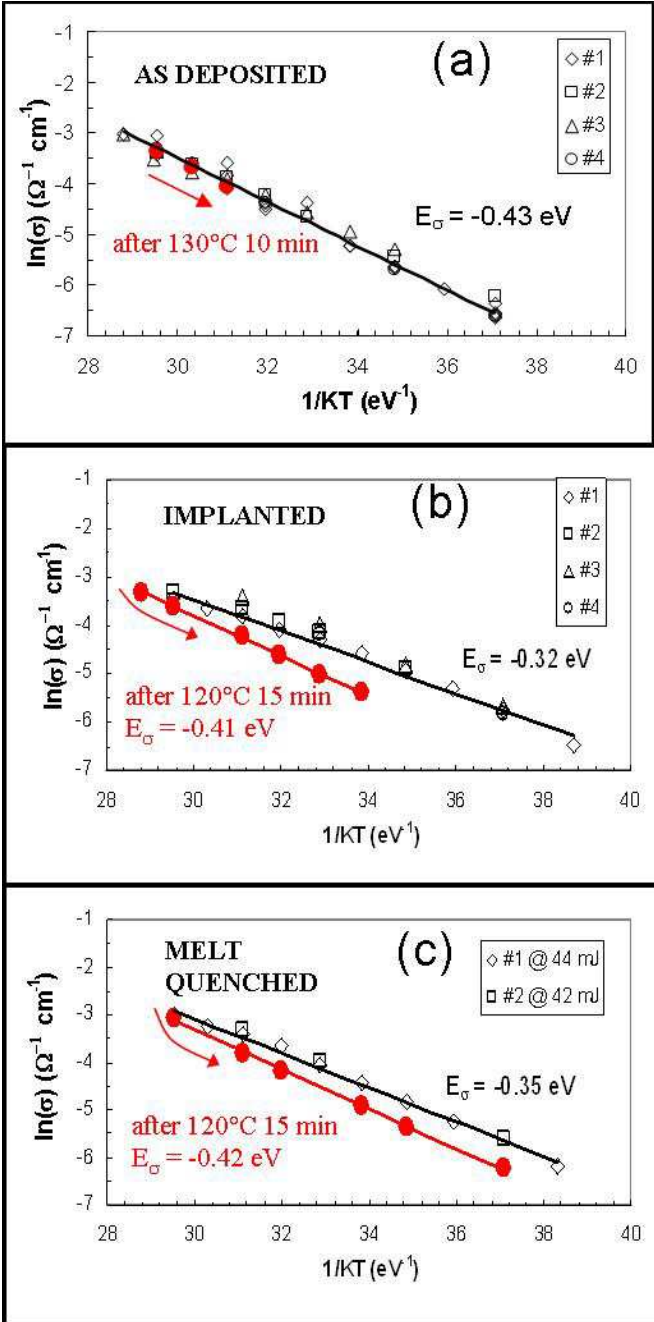 (a)
AS DEPOSITED
◇ #1
□ #2
△ #3
○ #4
-1
-2
-3
-4
-5
-6
-7
ln(σ) (Ω⁻¹ cm⁻¹)
Eσ = -0.43 eV
after 130°C 10 min
28 30 32 34 36 38 40
1/KT (eV⁻¹)
(b)
IMPLANTED
◇ #1
□ #2
△ #3
○ #4
-1
-2
-3
-4
-5
-6
-7
ln(σ) (Ω⁻¹ cm⁻¹)
Eσ = -0.32 eV
after 120°C 15 min
Eσ = -0.41 eV
28 30 32 34 36 38 40
1/KT (eV⁻¹)
(c)
MELT
QUENCHED
◇ #1 @ 44 mJ
□ #2 @ 42 mJ
-1
-2
-3
-4
-5
-6
-7
ln(σ) (Ω⁻¹ cm⁻¹)
Eσ = -0.35 eV
after 120°C 15 min
Eσ = -0.42 eV
28 30 32 34 36 38 40
1/KT (eV⁻¹)